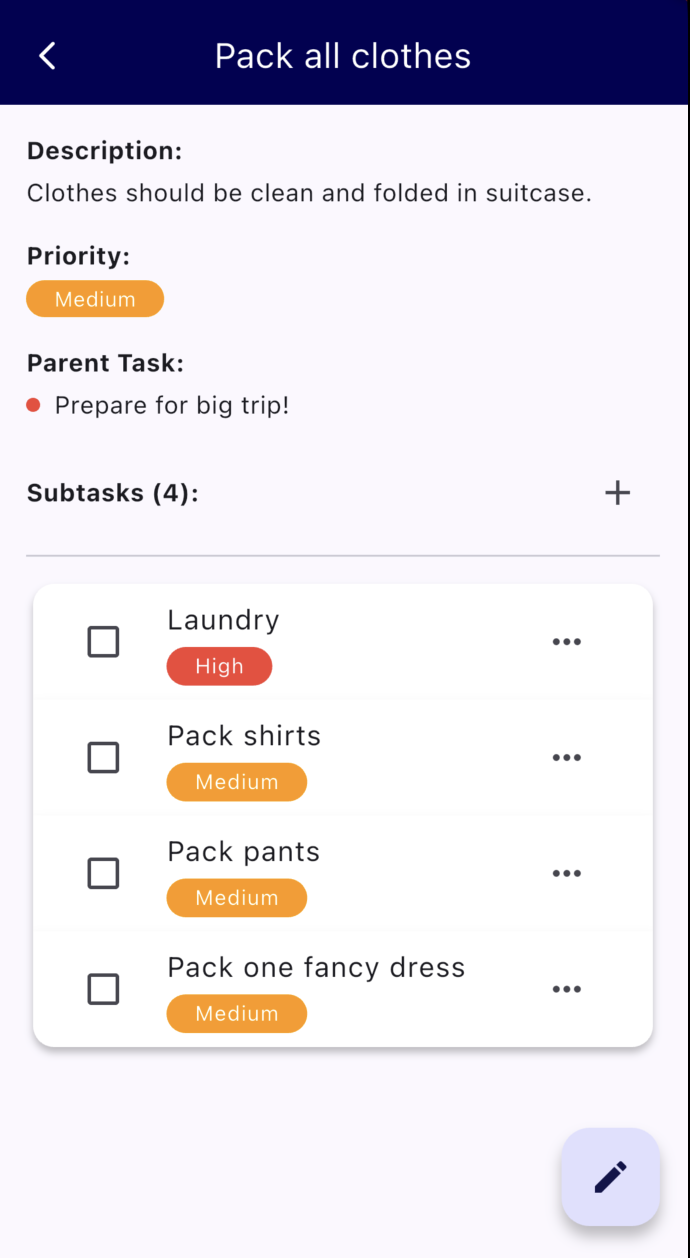 Pack all clothes
Description:
Clothes should be clean and folded in suitcase.
Priority:
Medium
Parent Task:
Prepare for big trip!
Subtasks (4):
Laundry
High
Pack shirts
Medium
Pack pants
Medium
Pack one fancy dress
Medium